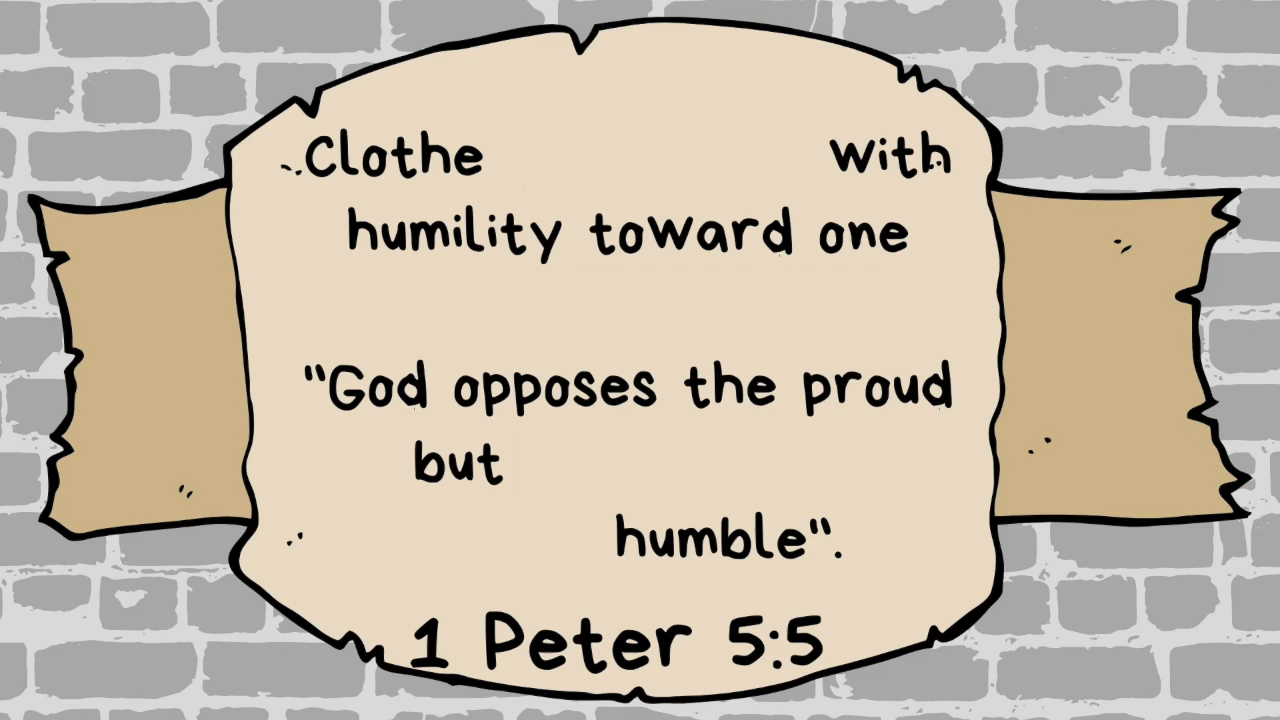 Clothe with
humility toward one
"God opposes the proud
but
humble".
1 Peter 5:5